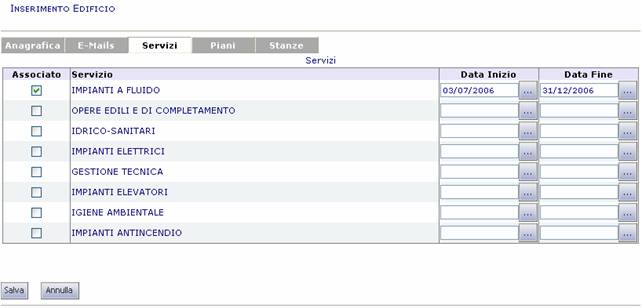 INSERIMENTO EDIFICIO
Anagrafica E-Mails Servizi Piani Stanze
Servizi
Associato Servizio Data Inizio Data Fine
IMPIANTI A FLUIDO 03/07/2006 ... 31/12/2006 ...
OPERE EDILI E DI COMPLETAMENTO ... ...
IDRICO-SANITARI ... ...
IMPIANTI ELETTRICI ... ...
GESTIONE TECNICA ... ...
IMPIANTI ELEVATORI ... ...
IGIENE AMBIENTALE ... ...
IMPIANTI ANTINCENDIO ... ...
Salva Annulla